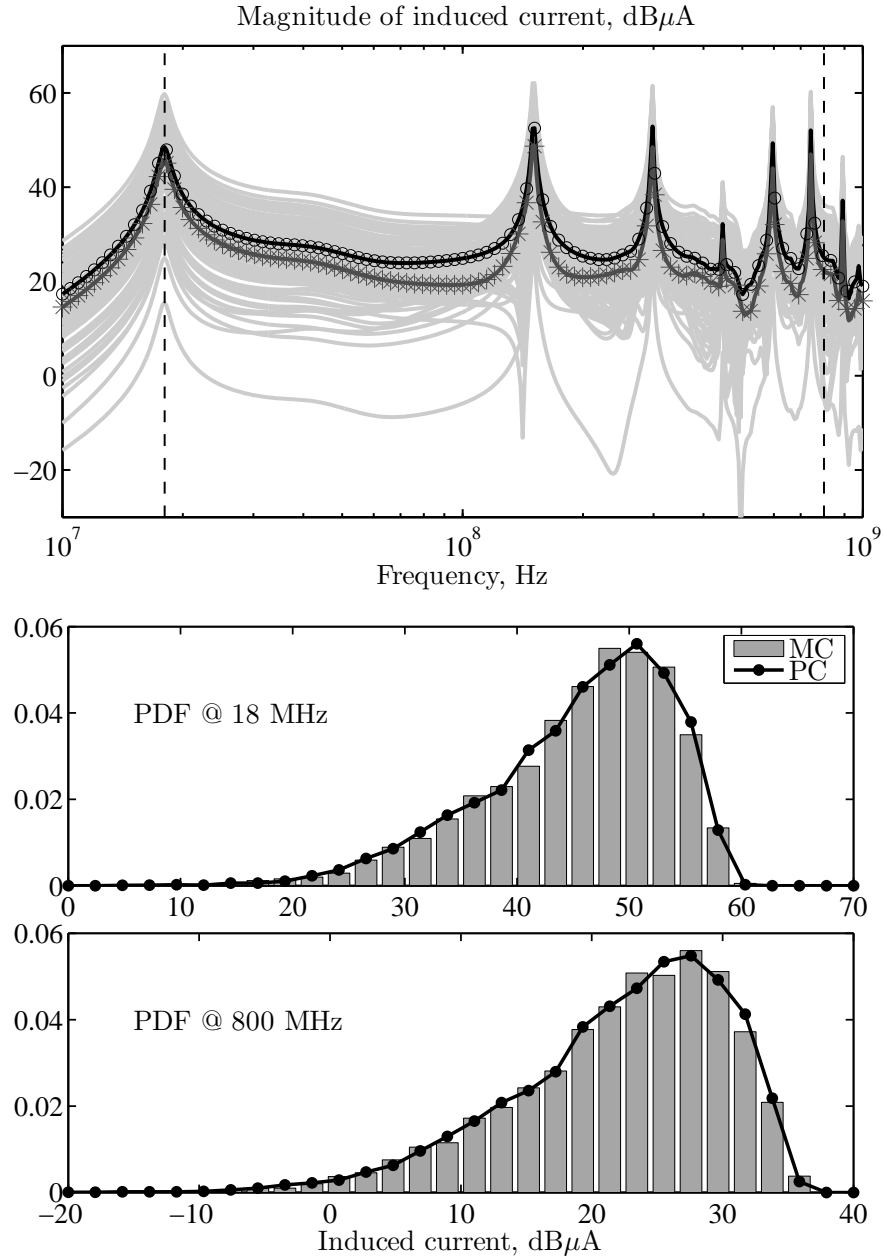 Magnitude of induced current, dBμA
60
40
20
0
−20
10^7
10^8
10^9
Frequency, Hz
0.06
0.04
0.02
0
PDF @ 18 MHz
MC
PC
0 10 20 30 40 50 60 70
0.06
0.04
0.02
0
PDF @ 800 MHz
−20 −10 0 10 20 30 40
Induced current, dBμA